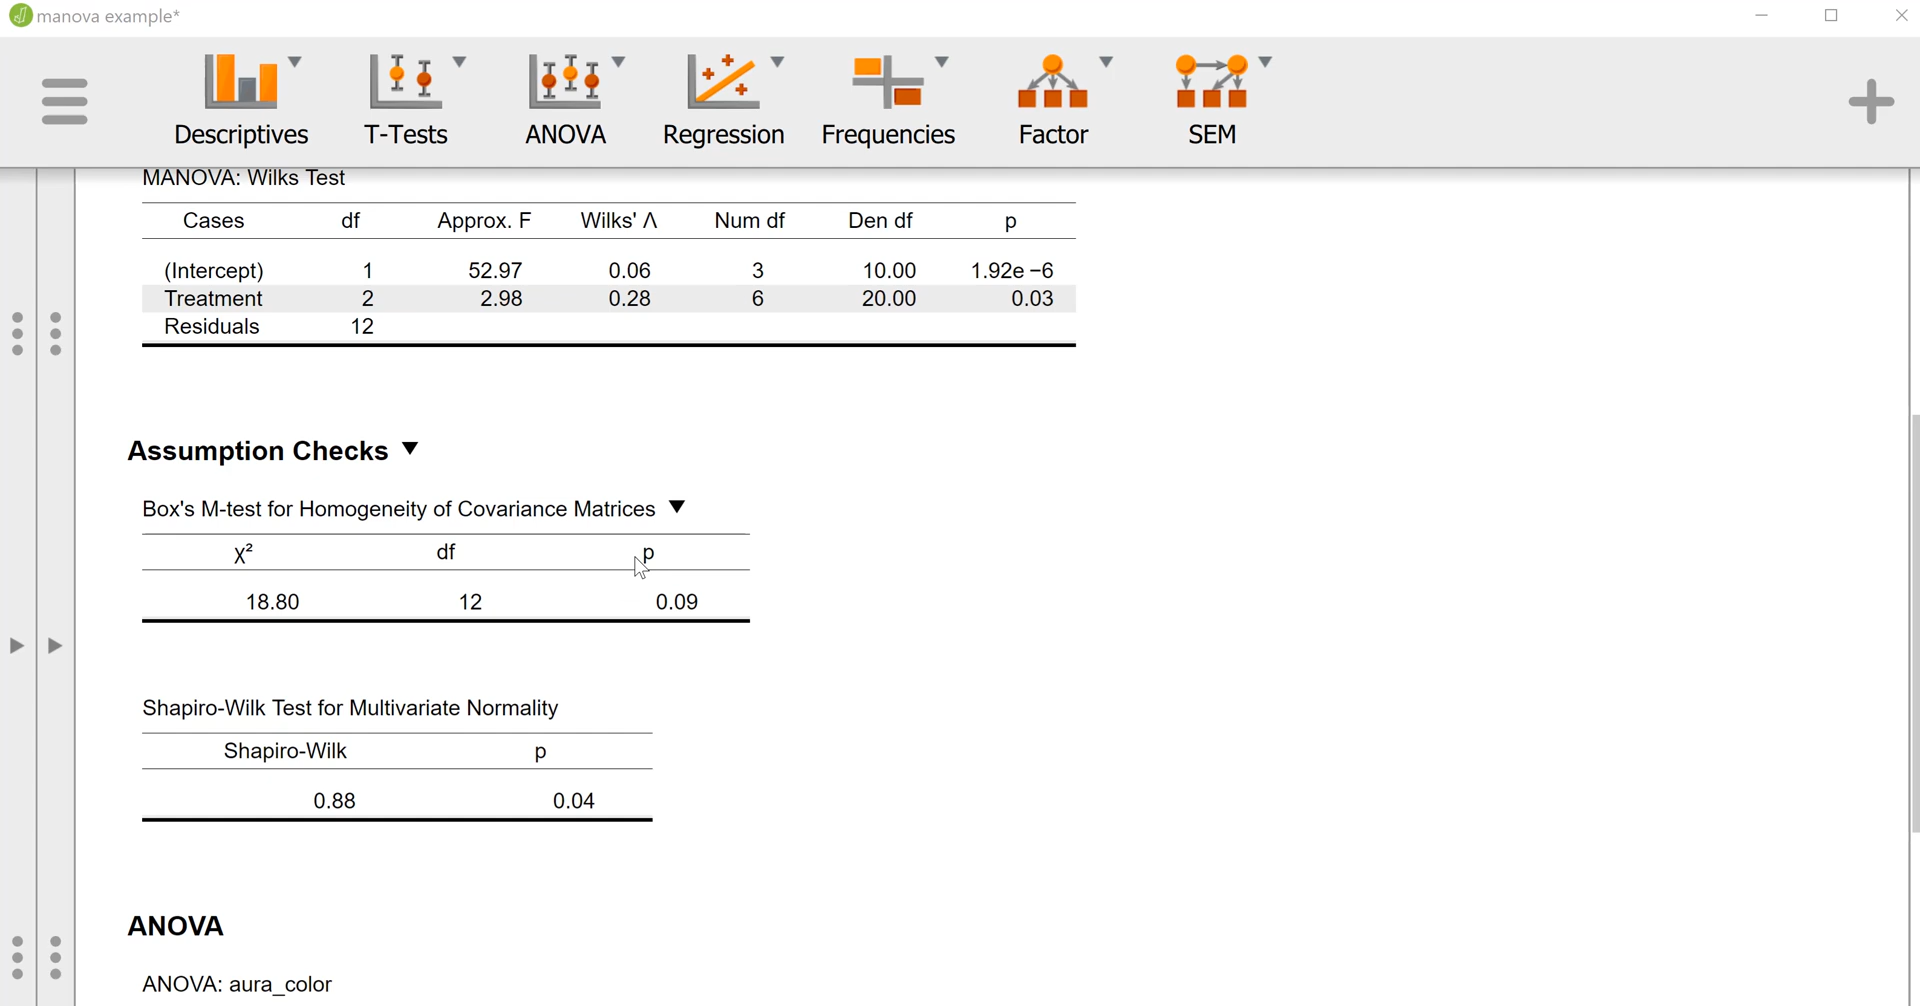 manova example*
Descriptives T-Tests ANOVA Regression Frequencies Factor SEM
MANOVA: Wilks Test
Cases df Approx. F Wilks' Λ Num df Den df p
(Intercept) 1 52.97 0.06 3 10.00 1.92e −6
Treatment 2 2.98 0.28 6 20.00 0.03
Residuals 12
Assumption Checks
Box's M-test for Homogeneity of Covariance Matrices
χ² df p
18.80 12 0.09
Shapiro-Wilk Test for Multivariate Normality
Shapiro-Wilk p
0.88 0.04
ANOVA
ANOVA: aura_color